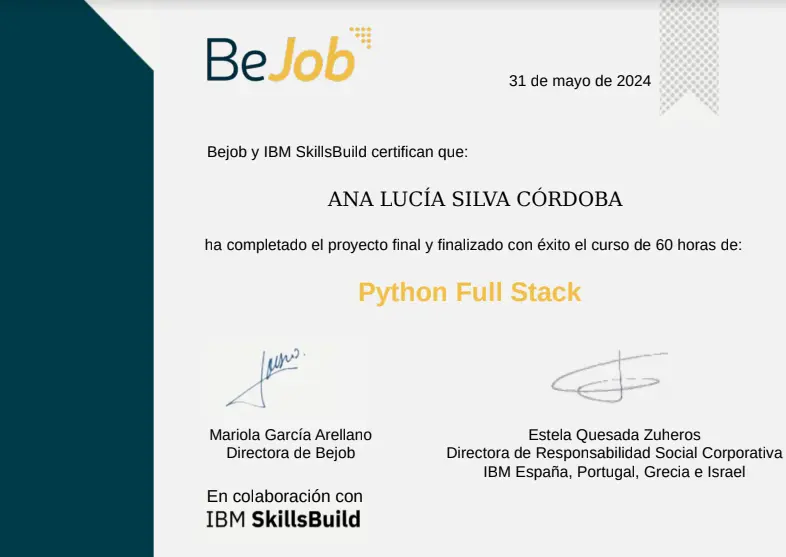 BeJob
31 de mayo de 2024
Bejob y IBM SkillsBuild certifican que:
ANA LUCÍA SILVA CÓRDOBA
ha completado el proyecto final y finalizado con éxito el curso de 60 horas de:
Python Full Stack
Mariola García Arellano
Directora de Bejob
Estela Quesada Zuheros
Directora de Responsabilidad Social Corporativa
IBM España, Portugal, Grecia e Israel
En colaboración con
IBM SkillsBuild